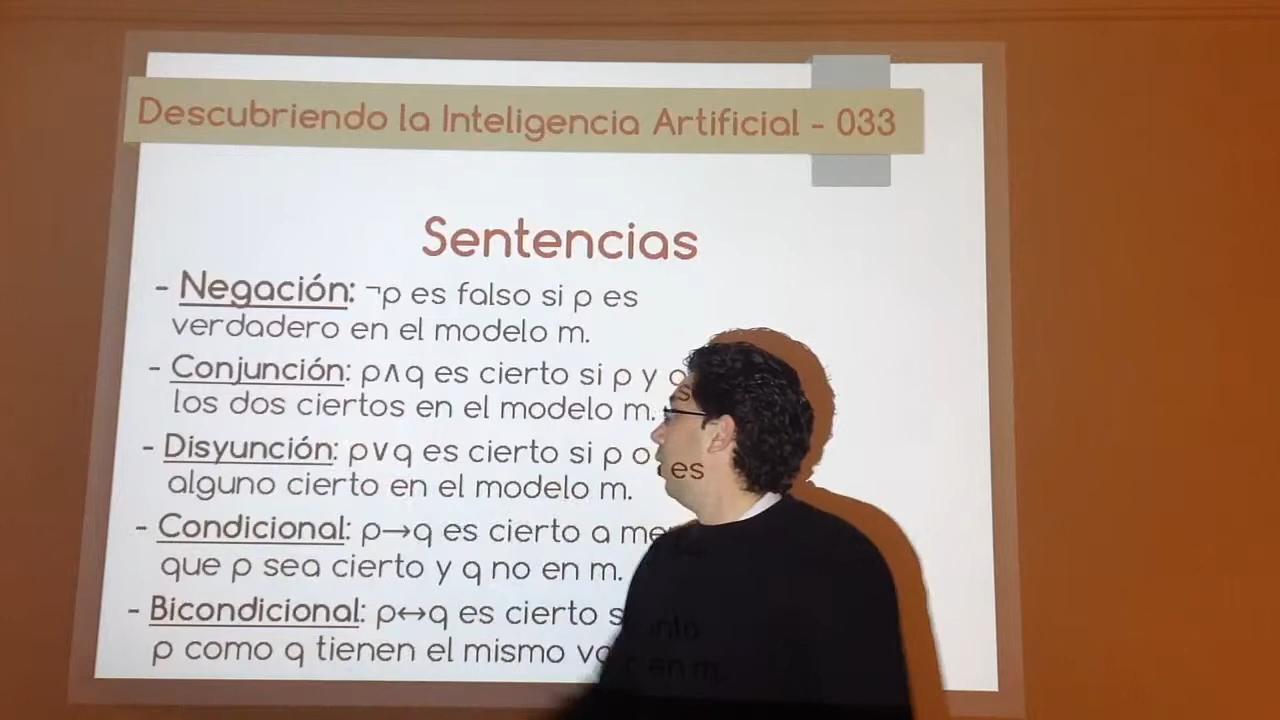 Descubriendo la Inteligencia Artificial - 033
Sentencias
- Negación: ¬p es falso si p es
verdadero en el modelo m.
- Conjunción: p∧q es cierto si p y
los dos ciertos en el modelo m.
- Disyunción: p∨q es cierto si p o es
alguno cierto en el modelo m.
- Condicional: p→q es cierto a
que p sea cierto y q no en m.
- Bicondicional: p↔q es cierto
p como q tienen el mismo en m.